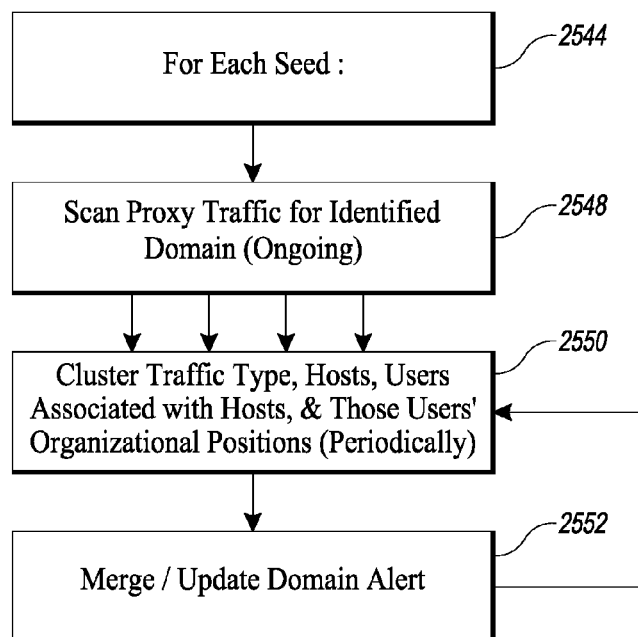 For Each Seed :
2544
Scan Proxy Traffic for Identified
Domain (Ongoing)
2548
Cluster Traffic Type, Hosts, Users
Associated with Hosts, & Those Users'
Organizational Positions (Periodically)
2550
Merge / Update Domain Alert
2552